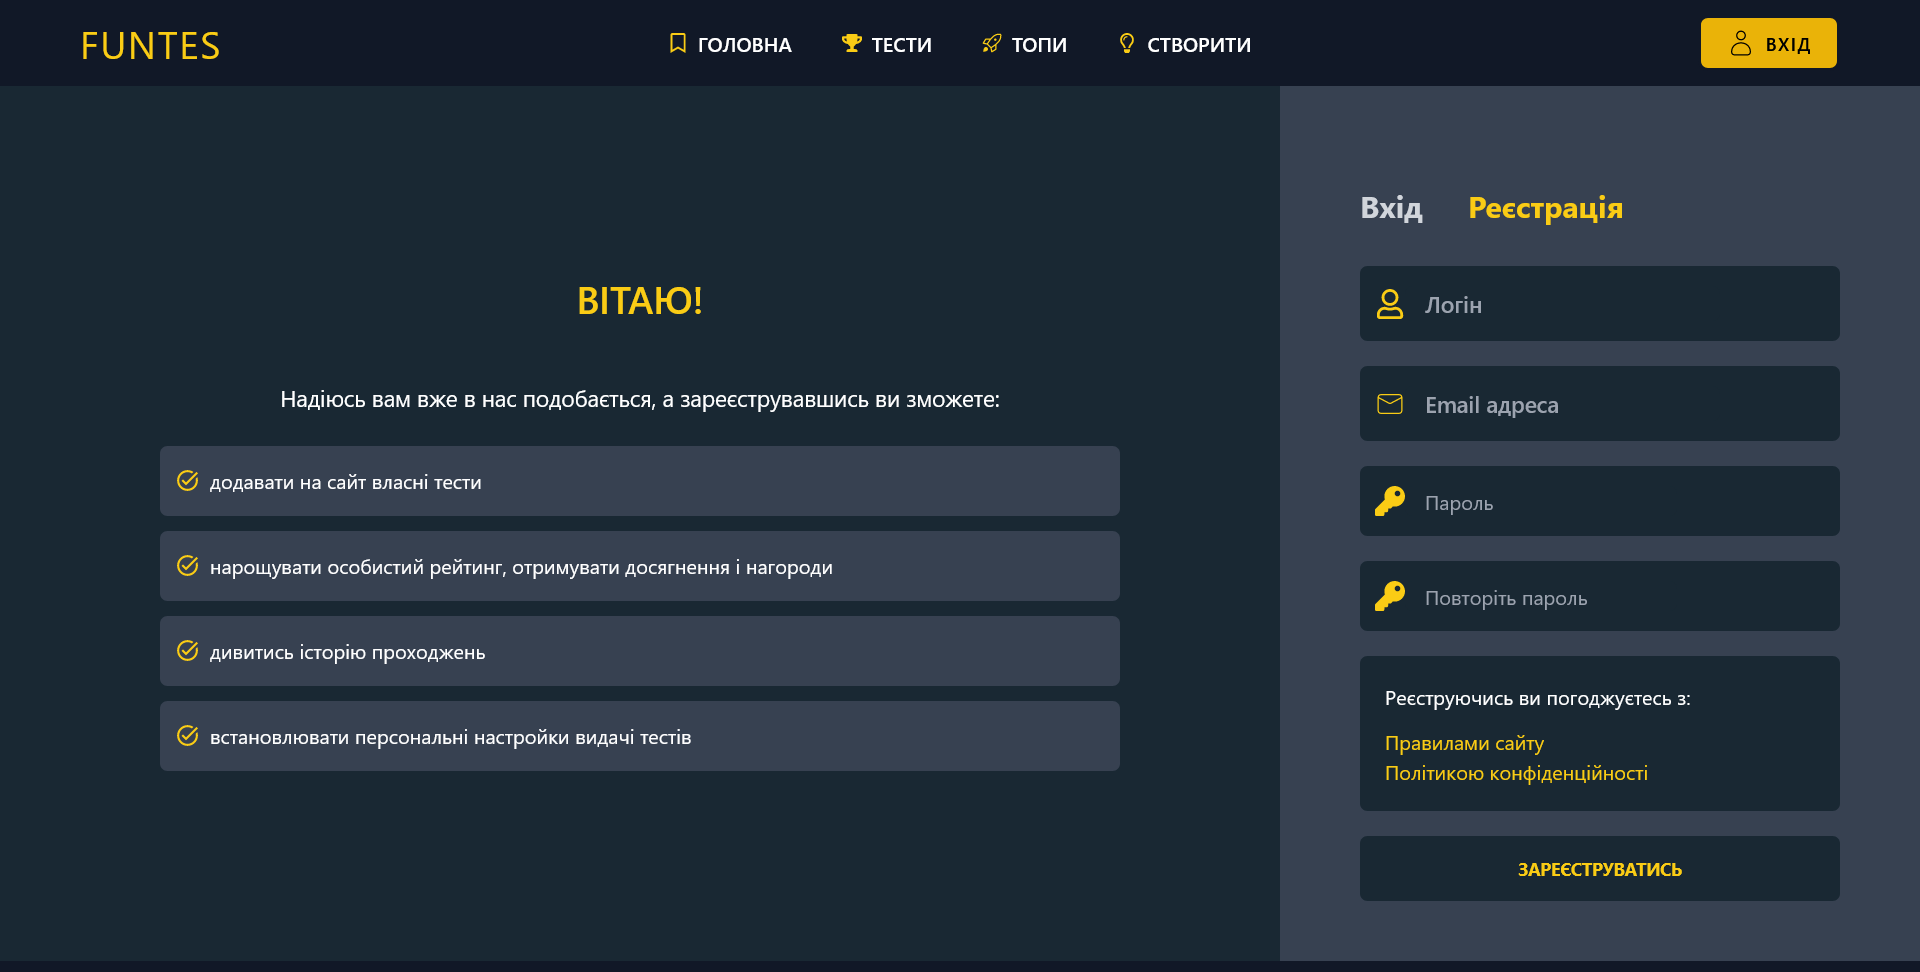 FUNTES
ГОЛОВНА
ТЕСТИ
ТОПИ
СТВОРИТИ
ВХІД
ВІТАЮ!
Надіюсь вам вже в нас подобається, а зареєструвавшись ви зможете:
додавати на сайт власні тести
нарощувати особистий рейтинг, отримувати досягнення і нагороди
дивитись історію проходжень
встановлювати персональні настройки видачі тестів
Вхід
Реєстрація
Логін
Email адреса
Пароль
Повторіть пароль
Реєструючись ви погоджуєтесь з:
Правилами сайту
Політикою конфіденційності
ЗАРЕЄСТРУВАТИСЬ